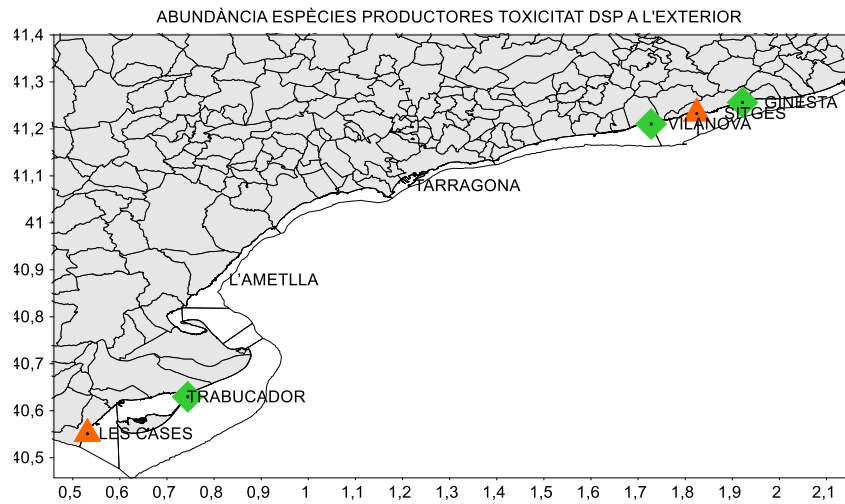 ABUNDÀNCIA ESPÈCIES PRODUCTORES TOXICITAT DSP A L'EXTERIOR
41,4
41,3
41,2
41,1
41
40,9
40,8
40,7
40,6
40,5
GINESTA
SITGES
VILANOVA
TARRAGONA
L'AMETLLA
TRABUCADOR
LES CASES
0,5 0,6 0,7 0,8 0,9 1 1,1 1,2 1,3 1,4 1,5 1,6 1,7 1,8 1,9 2 2,1